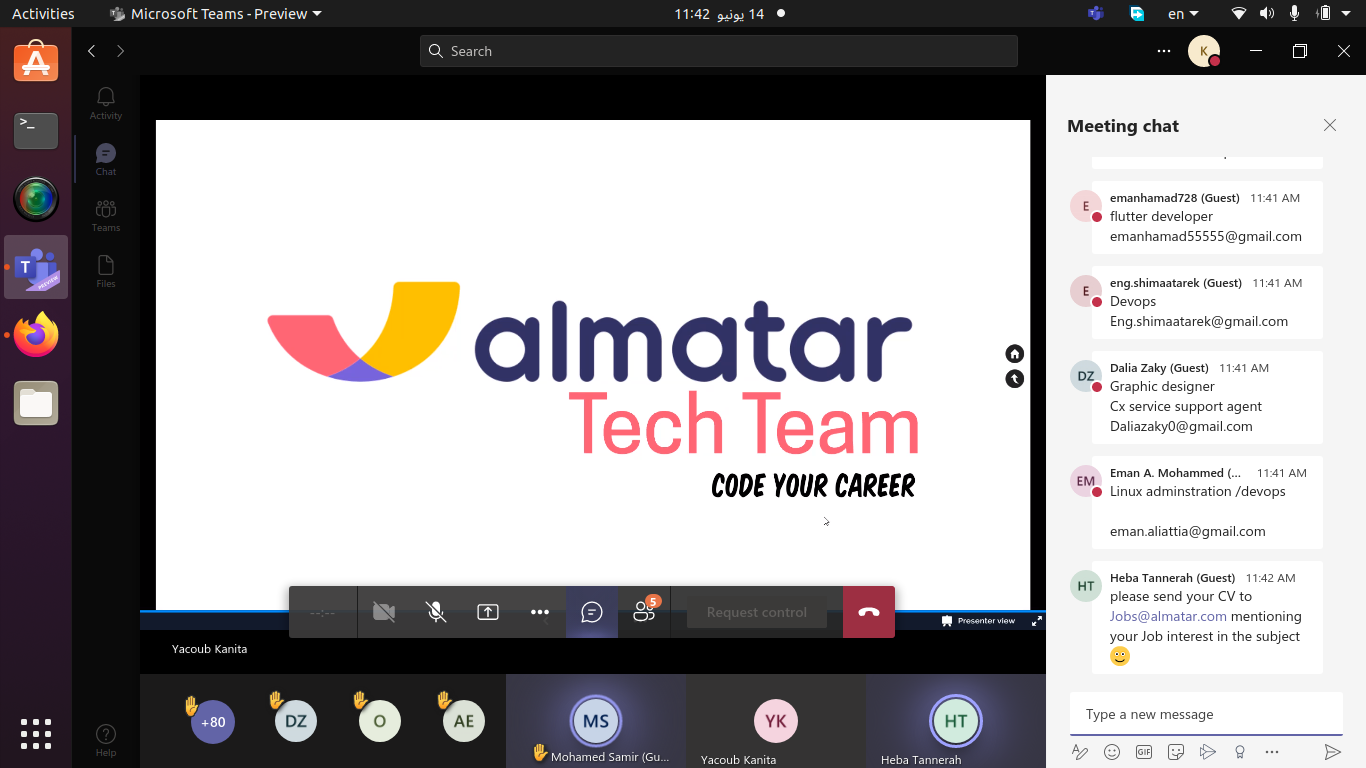 Activities
Microsoft Teams - Preview
11:42 14 يونيو
en
Search
K
Activity
Chat
Teams
Files
Help
almatar
Tech Team
CODE YOUR CAREER
--:--
5
Request control
Presenter view
Yacoub Kanita
+80
DZ
O
AE
MS
Mohamed Samir (Gu...
YK
Yacoub Kanita
HT
Heba Tannerah
Meeting chat
E
emanhamad728 (Guest) 11:41 AM
flutter developer
emanhamad55555@gmail.com
E
eng.shimaatarek (Guest) 11:41 AM
Devops
Eng.shimaatarek@gmail.com
DZ
Dalia Zaky (Guest) 11:41 AM
Graphic designer
Cx service support agent
Daliazaky0@gmail.com
EM
Eman A. Mohammed (... 11:41 AM
Linux adminstration /devops
eman.aliattia@gmail.com
HT
Heba Tannerah (Guest) 11:42 AM
please send your CV to
Jobs@almatar.com mentioning
your Job interest in the subject
Type a new message
GIF